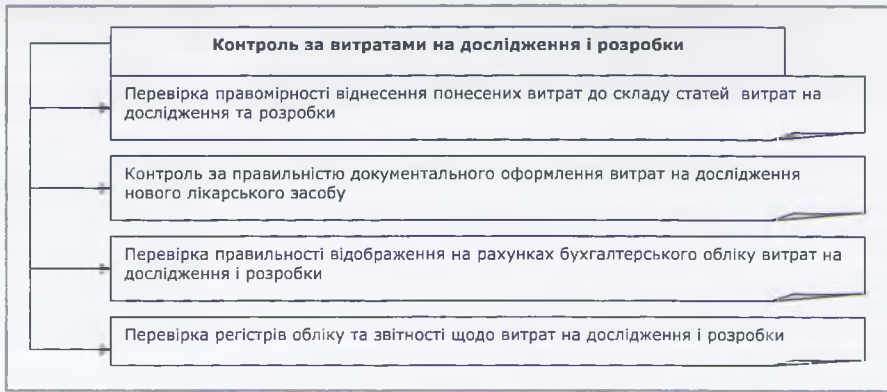 Контроль за витратами на дослідження і розробки
Перевірка правомірності віднесення понесених витрат до складу статей витрат на
дослідження та розробки
Контроль за правильністю документального оформлення витрат на дослідження
нового лікарського засобу
Перевірка правильності відображення на рахунках бухгалтерського обліку витрат на
дослідження і розробки
Перевірка регістрів обліку та звітності щодо витрат на дослідження і розробки